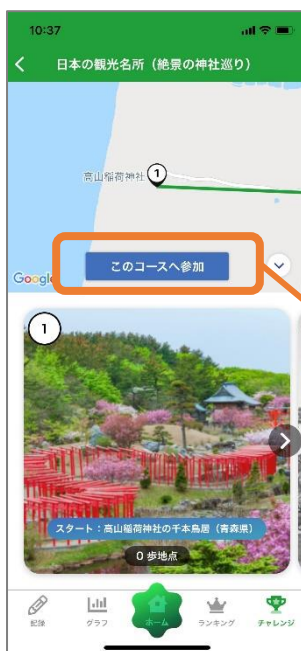 10:37
日本の観光名所（絶景の神社巡り）
高山稲荷神社
1
このコースへ参加
Google
1
スタート：高山稲荷神社の千本鳥居（青森県）
0 歩地点
記録
グラフ
ホーム
ランキング
チャレンジ